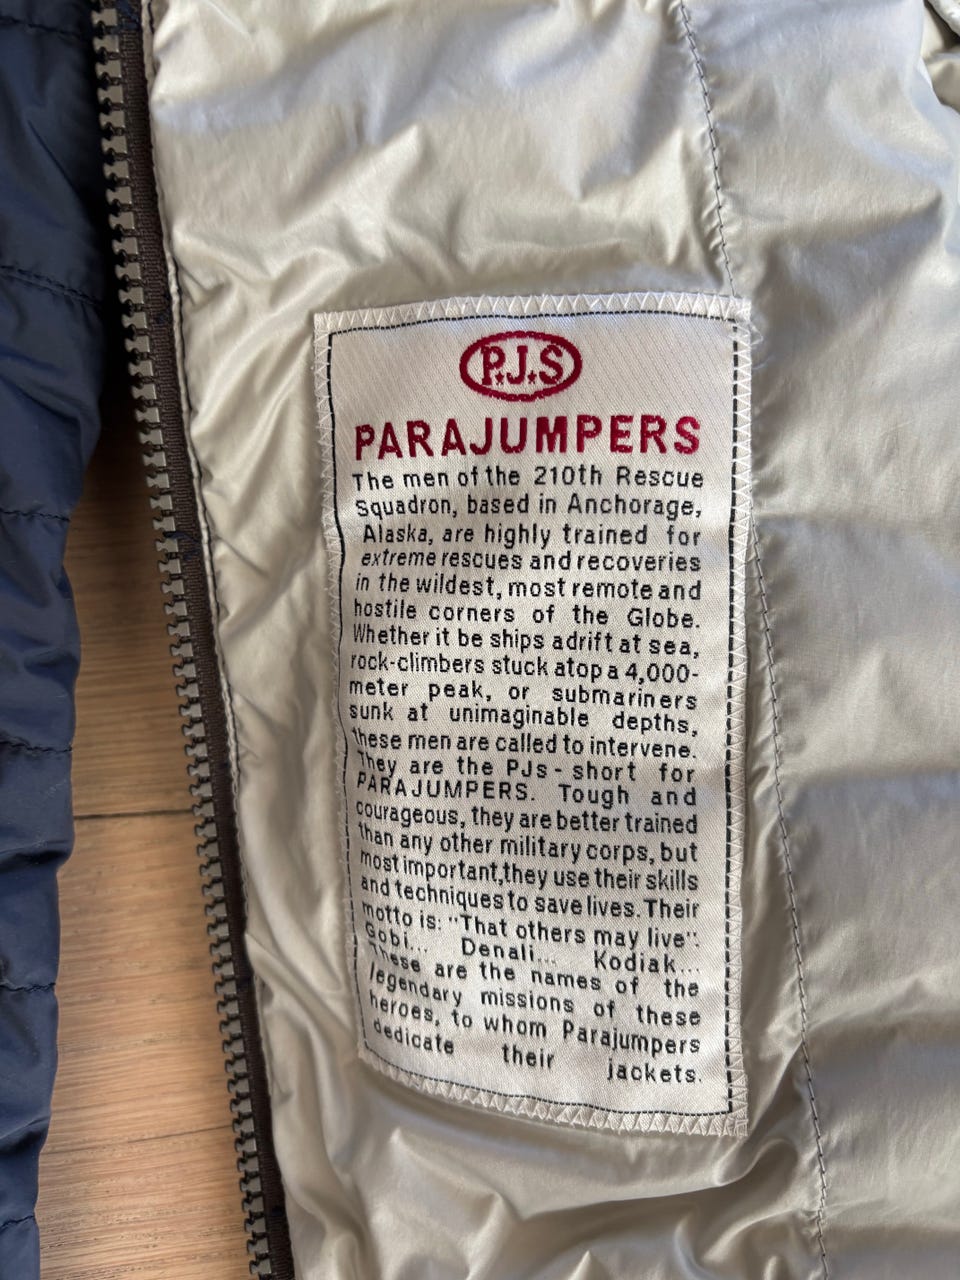 P.J.S
PARAJUMPERS
The men of the 210th Rescue
Squadron, based in Anchorage,
Alaska, are highly trained for
extreme rescues and recoveries
in the wildest, most remote and
hostile corners of the Globe.
Whether it be ships adrift at sea,
rock-climbers stuck atop a 4,000-
meter peak, or submariners
sunk at unimaginable depths,
these men are called to intervene.
They are the PJs - short for
PARAJUMPERS. Tough and
courageous, they are better trained
than any other military corps, but
most important,they use their skills
and techniques to save lives. Their
motto is: "That others may live".
Gobi... Denali... Kodiak...
These are the names of the
legendary missions of these
heroes, to whom Parajumpers
dedicate their jackets.